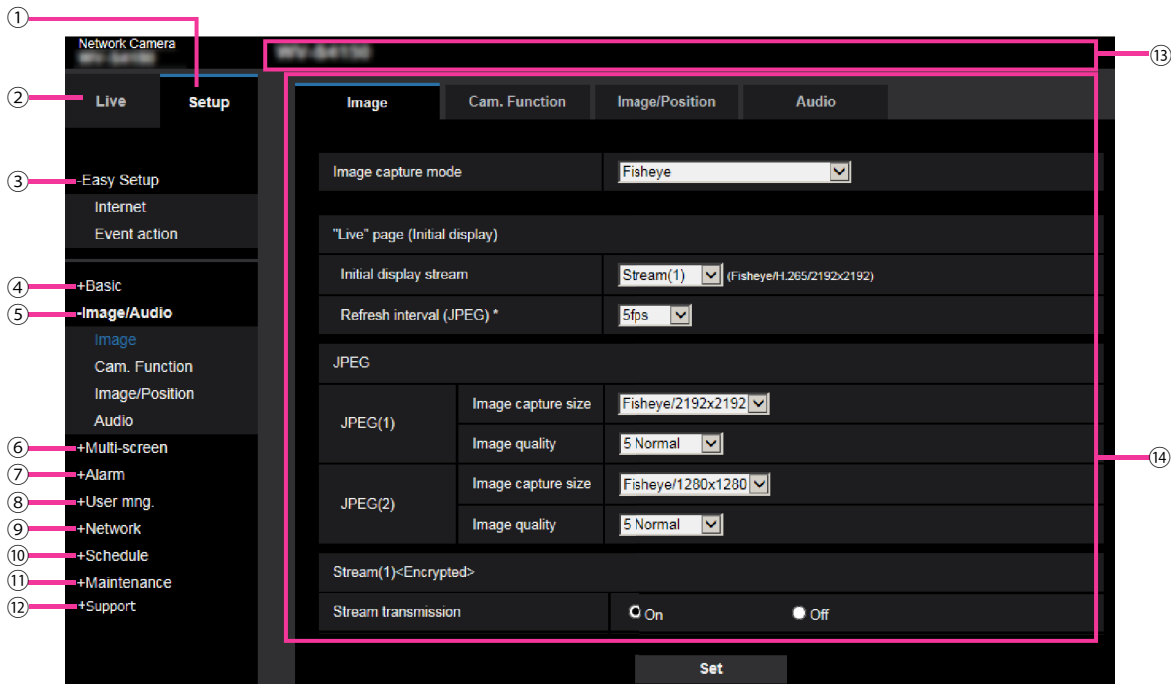 ①
Network Camera
⑬
② Live Setup
Image Cam. Function Image/Position Audio
③ -Easy Setup
Internet
Event action
④ +Basic
⑤ -Image/Audio
Image
Cam. Function
Image/Position
Audio
⑥ +Multi-screen
⑦ +Alarm
⑧ +User mng.
⑨ +Network
⑩ +Schedule
⑪ +Maintenance
⑫ +Support
Image capture mode Fisheye
"Live" page (Initial display)
Initial display stream Stream(1) (Fisheye/H.265/2192x2192)
Refresh interval (JPEG) * 5fps
JPEG
JPEG(1)
Image capture size Fisheye/2192x2192
Image quality 5 Normal
⑭
JPEG(2)
Image capture size Fisheye/1280x1280
Image quality 5 Normal
Stream(1)<Encrypted>
Stream transmission On Off
Set